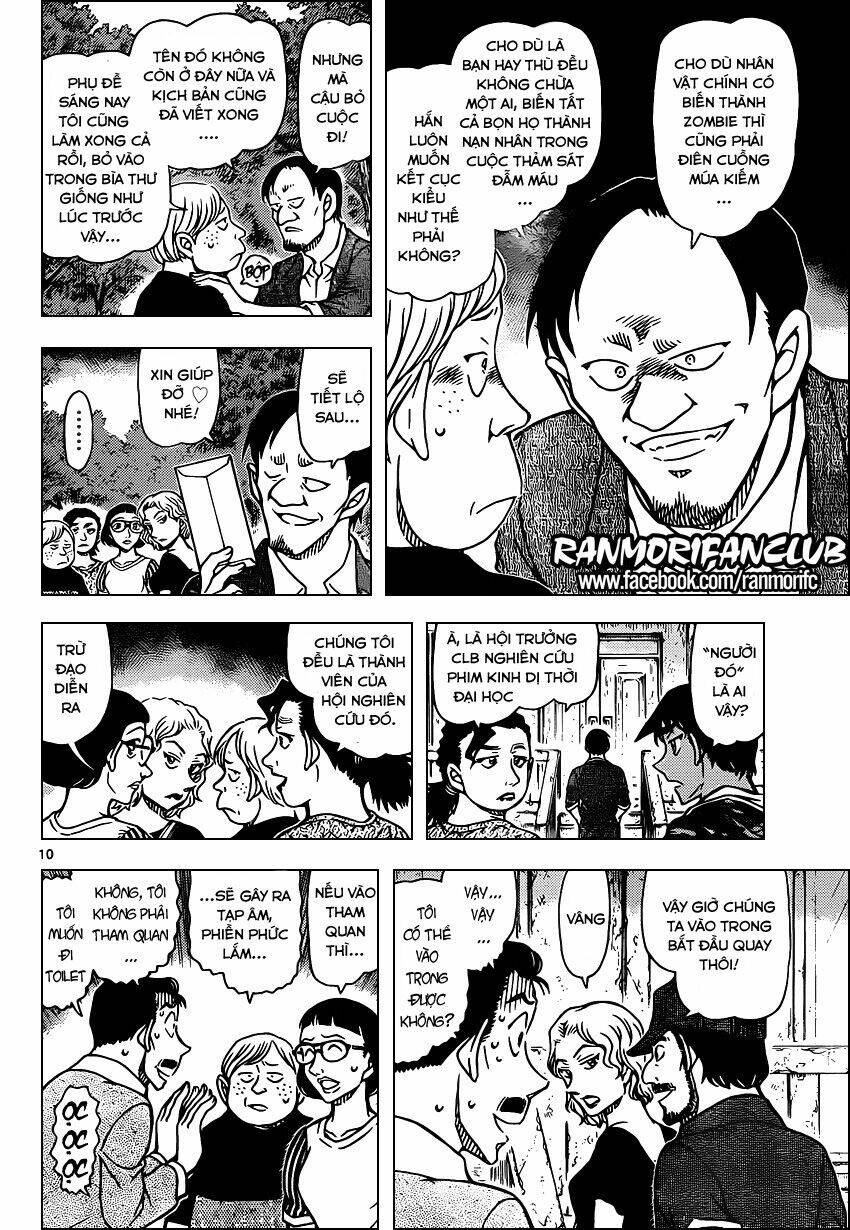 CHO DÙ NHÂN
VẬT CHÍNH CÓ
BIẾN THÀNH
ZOMBIE THÌ
CŨNG PHẢI
ĐIÊN CUỒNG
MÚA KIẾM
...
CHO DÙ LÀ
BẠN HAY THÙ ĐỀU
KHÔNG CHỪA
MỘT AI, BIẾN TẤT
CẢ BỌN HỌ THÀNH
NẠN NHÂN TRONG
CUỘC THẢM SÁT
ĐẪM MÁU
...
HẮN
LUÔN
MUỐN
KẾT CỤC
KIỂU
NHƯ THẾ
PHẢI
KHÔNG?
RANMORIFANCLUB
www.facebook.com/ranmorifc
NHƯNG
MÀ
CẬU BỎ
CUỘC
ĐI!
TÊN ĐÓ KHÔNG
CÒN Ở ĐÂY NỮA VÀ
KỊCH BẢN CŨNG
ĐÃ VIẾT XONG
....
PHỤ ĐỀ
SÁNG NAY
TÔI CŨNG
LÀM XONG CẢ
RỒI, BỎ VÀO
TRONG BÌA THƯ
GIỐNG NHƯ
LÚC TRƯỚC
VẬY...
BỘP
SẼ
TIẾT LỘ
SAU...
XIN GIÚP
ĐỠ ♡
NHÉ!
.....
"NGƯỜI
ĐÓ"
LÀ AI
VẬY?
À, LÀ HỘI TRƯỞNG
CLB NGHIÊN CỨU
PHIM KINH DỊ THỜI
ĐẠI HỌC
CHÚNG TÔI
ĐỀU LÀ THÀNH
VIÊN CỦA
HỘI NGHIÊN
CỨU ĐÓ.
TRỪ
ĐẠO
DIỄN
RA
10
VẬY GIỜ CHÚNG
TA VÀO TRONG
BẮT ĐẦU QUAY
THÔI!
VÂNG
VẬY...
VẬY
...
TÔI
CÓ THỂ
VÀO
TRONG
ĐƯỢC
KHÔNG?
NẾU VÀO
THAM
QUAN THÌ...
...SẼ GÂY RA
TẠP ÂM,
PHIỀN PHỨC
LẮM...
KHÔNG, TÔI
KHÔNG PHẢI
THAM QUAN
...
TÔI
MUỐN
ĐI
TOILET
ỌC
ỌC
ỌC